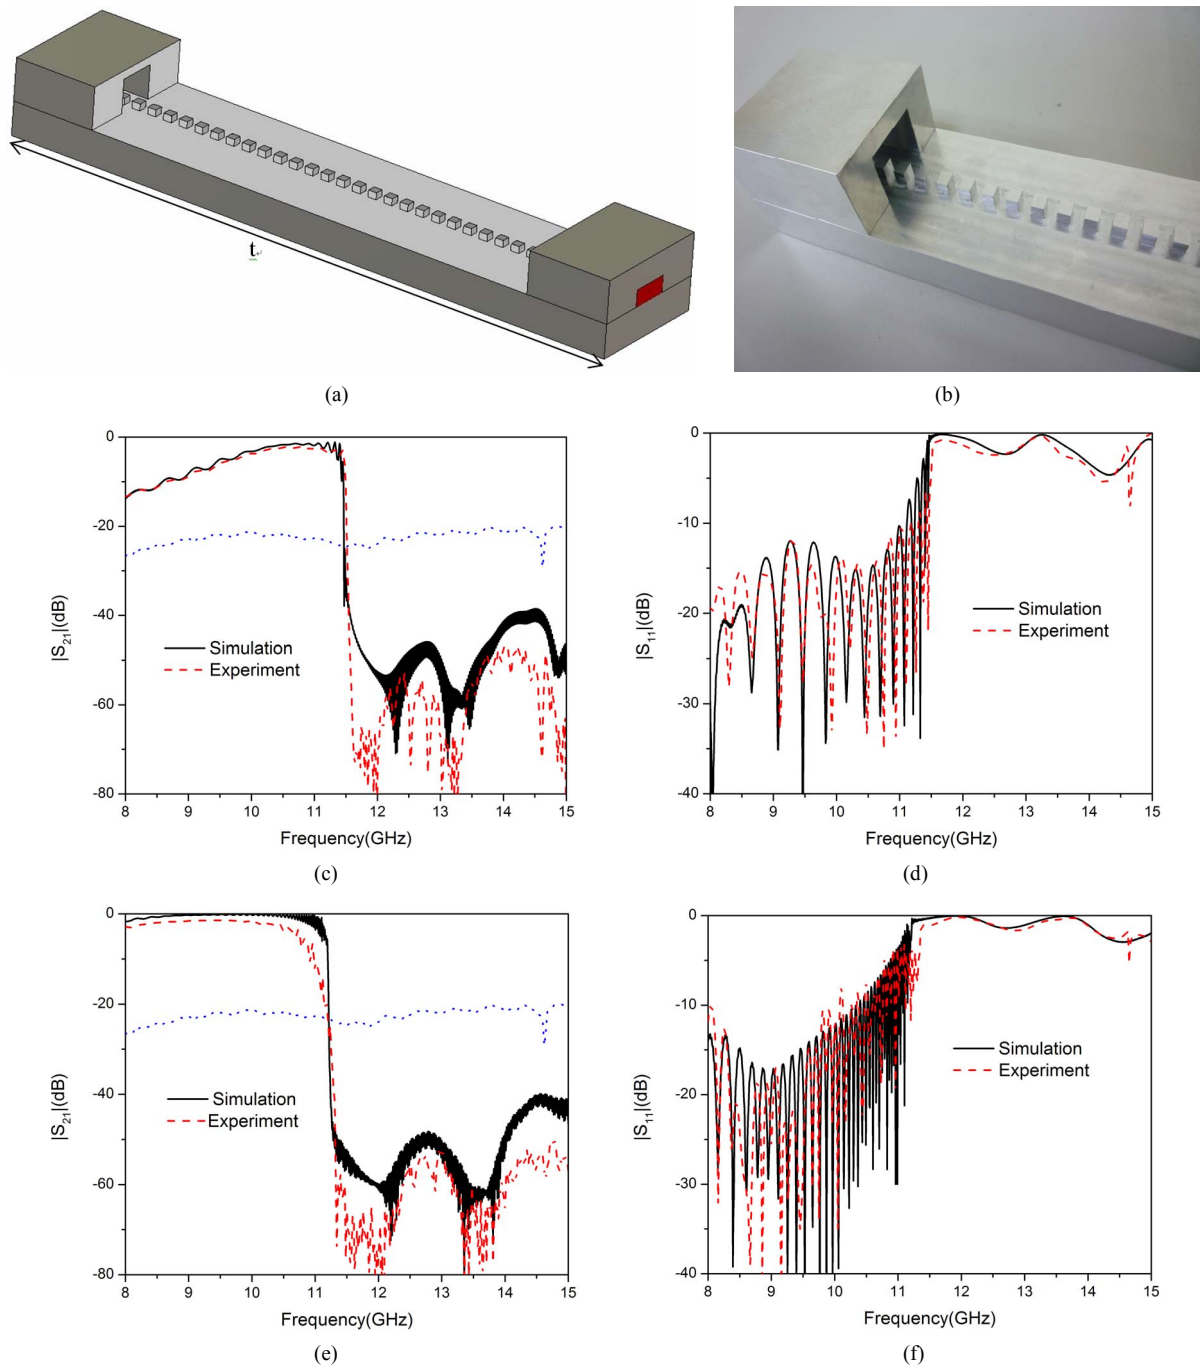 t
(a)
(b)
0
-20
-40
-60
-80
|S21|(dB)
Simulation
Experiment
8 9 10 11 12 13 14 15
Frequency(GHz)
(c)
0
-10
-20
-30
-40
|S11|(dB)
Simulation
Experiment
8 9 10 11 12 13 14 15
Frequency(GHz)
(d)
0
-20
-40
-60
-80
|S21|(dB)
Simulation
Experiment
8 9 10 11 12 13 14 15
Frequency(GHz)
(e)
0
-10
-20
-30
-40
|S11|(dB)
Simulation
Experiment
8 9 10 11 12 13 14 15
Frequency(GHz)
(f)